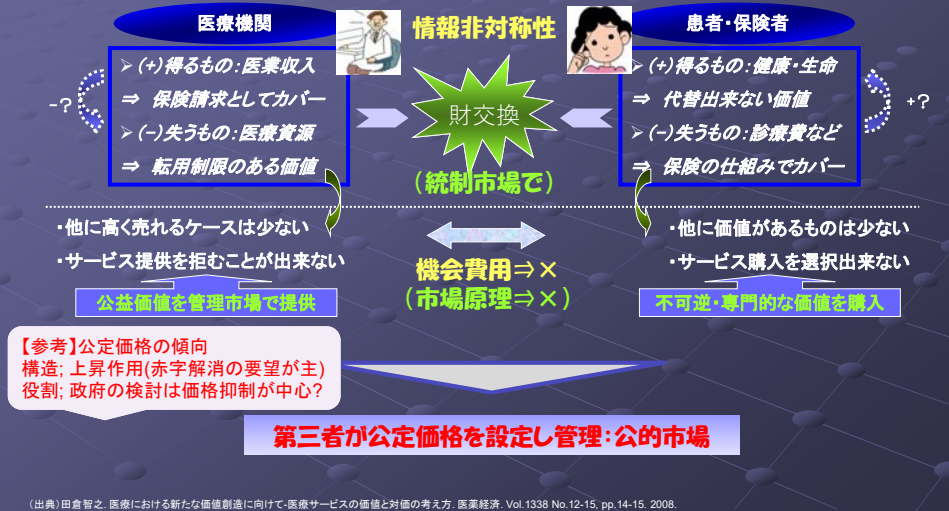 医療機関
情報非対称性
患者・保険者
➢(+)得るもの：医業収入
⇒ 保険請求としてカバー
➢(-)失うもの：医療資源
⇒ 転用制限のある価値
-?
財交換
（統制市場で）
➢(+)得るもの：健康・生命
⇒ 代替出来ない価値
➢(-)失うもの：診療費など
⇒ 保険の仕組みでカバー
+?
・他に高く売れるケースは少ない
・サービス提供を拒むことが出来ない
公益価値を管理市場で提供
機会費用⇒×
（市場原理⇒×）
・他に価値があるものは少ない
・サービス購入を選択出来ない
不可逆・専門的な価値を購入
【参考】公定価格の傾向
構造; 上昇作用(赤字解消の要望が主)
役割; 政府の検討は価格抑制が中心?
第三者が公定価格を設定し管理：公的市場
（出典）田倉智之. 医療における新たな価値創造に向けて-医療サービスの価値と対価の考え方. 医薬経済. Vol.1338 No.12-15, pp.14-15. 2008.